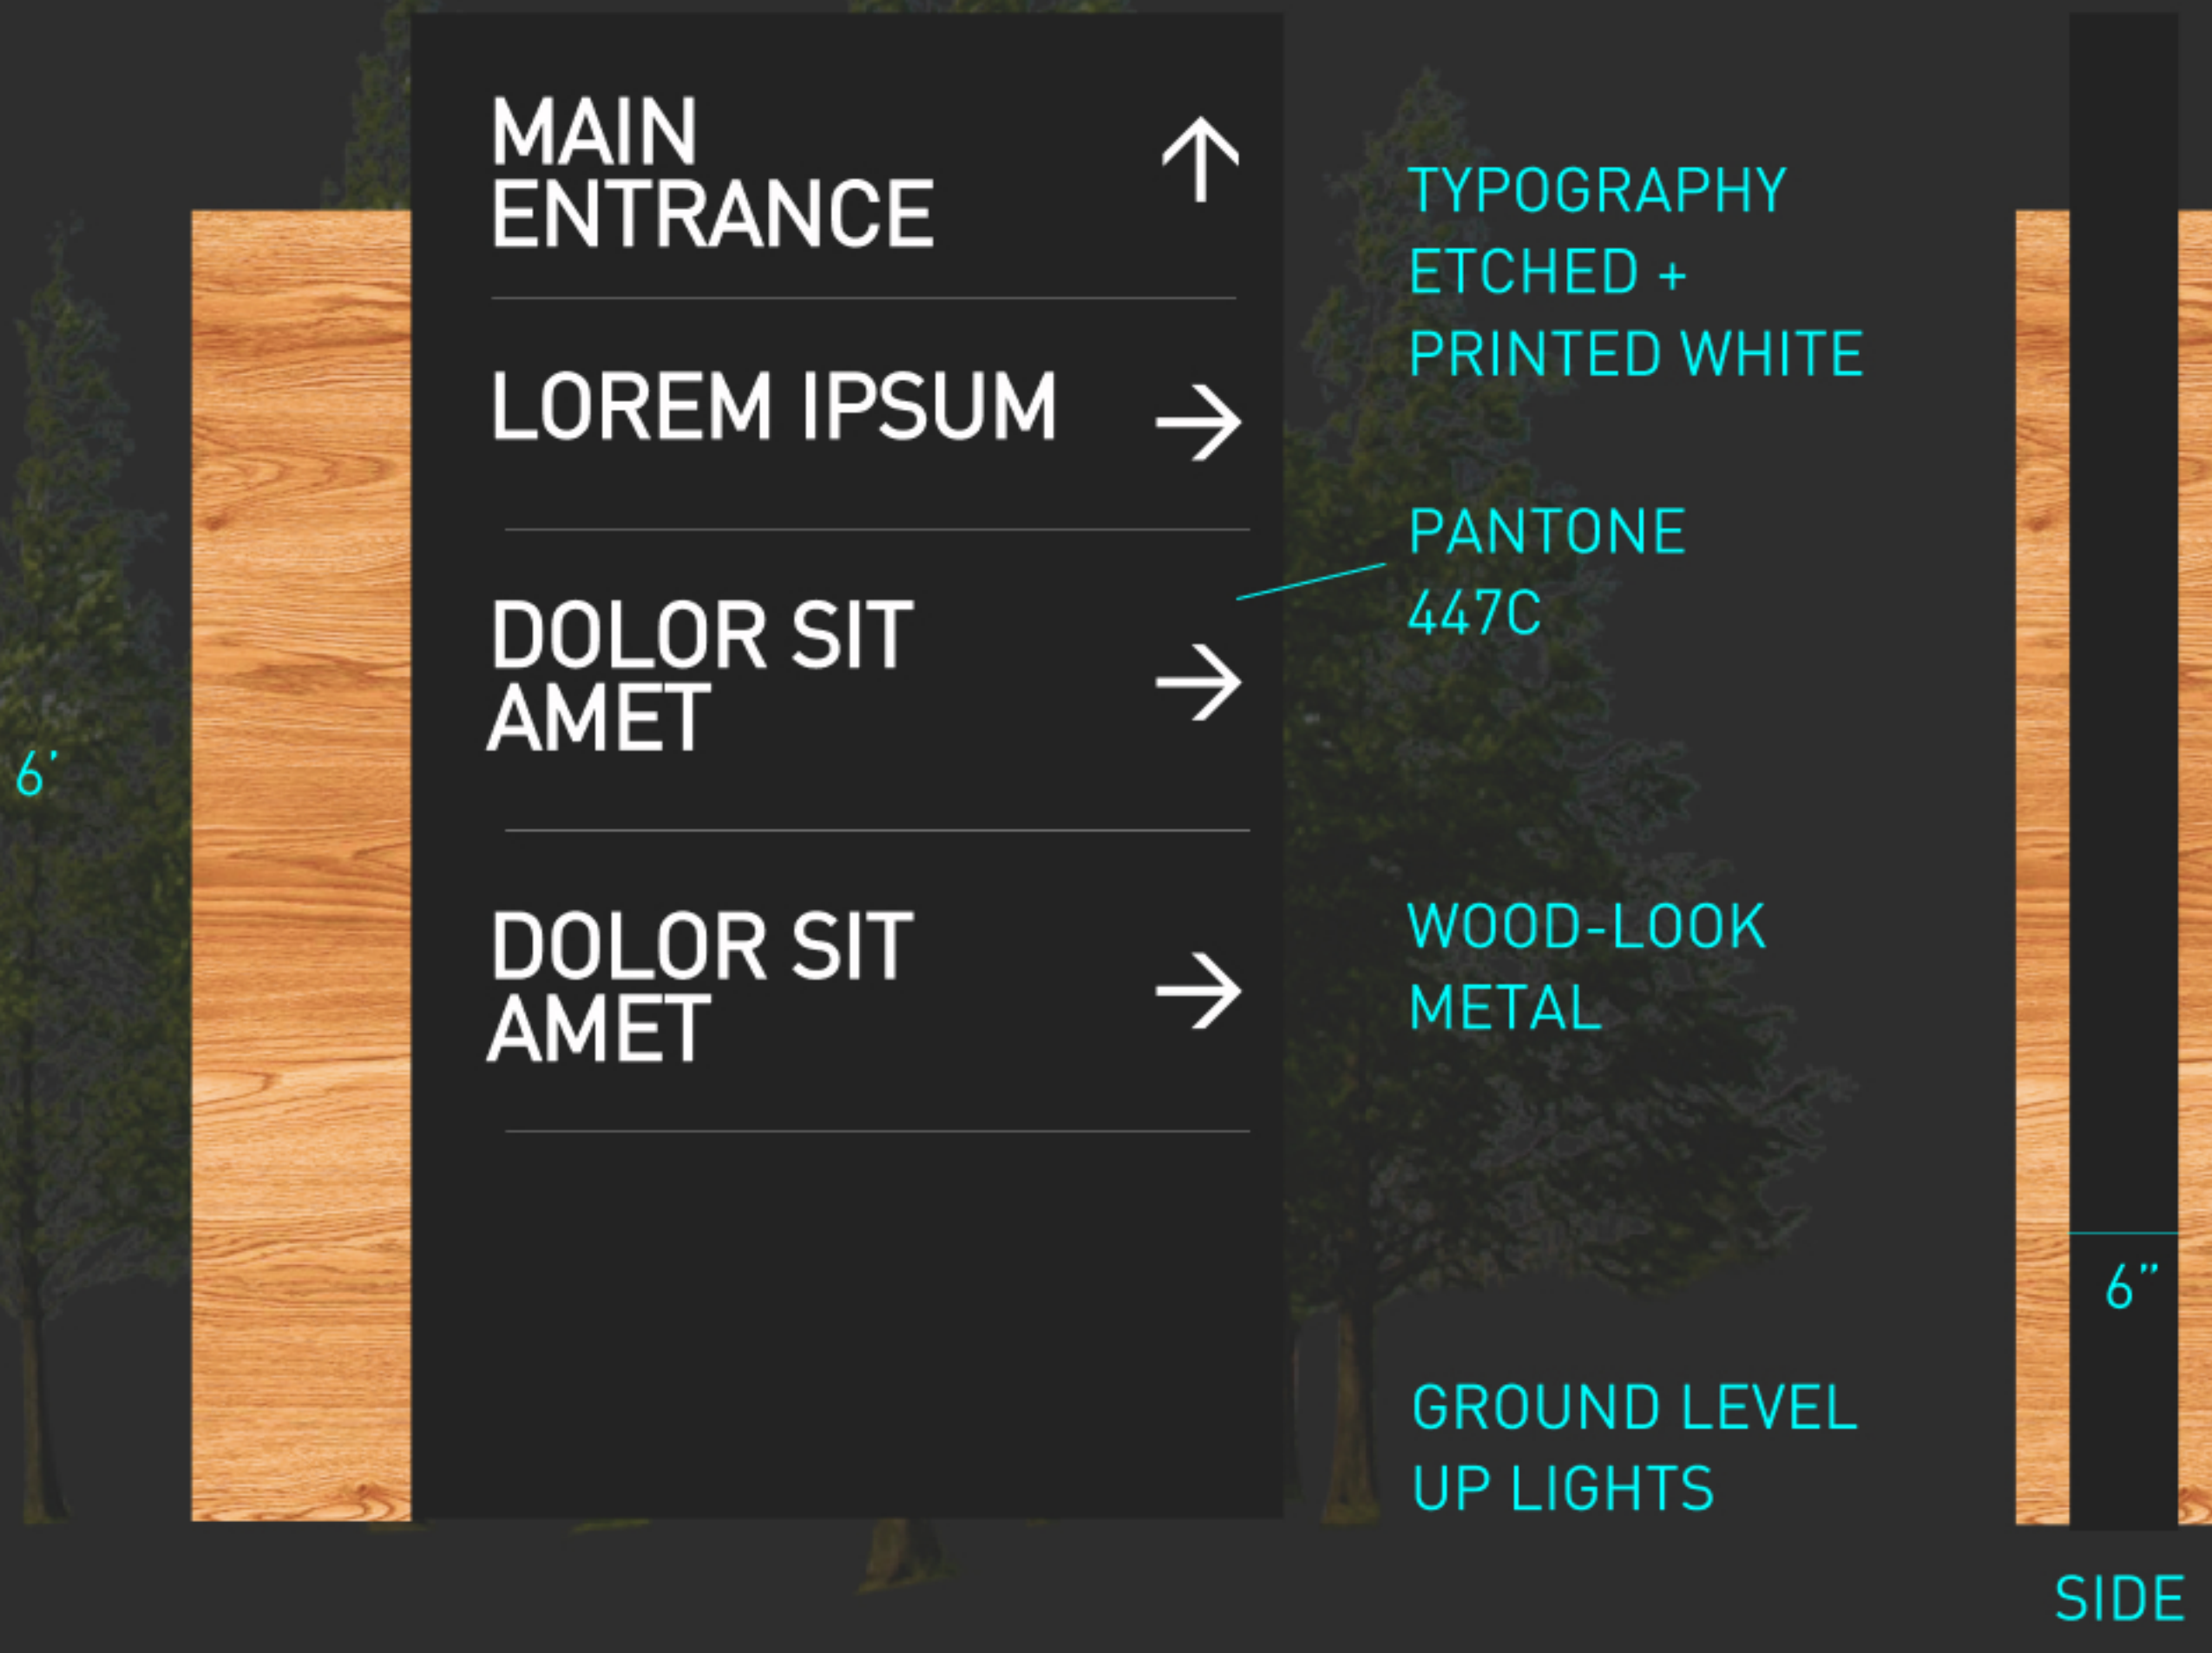 MAIN
ENTRANCE
LOREM IPSUM
DOLOR SIT
AMET
DOLOR SIT
AMET
6’
TYPOGRAPHY
ETCHED +
PRINTED WHITE
PANTONE
447C
WOOD-LOOK
METAL
GROUND LEVEL
UP LIGHTS
6”
SIDE